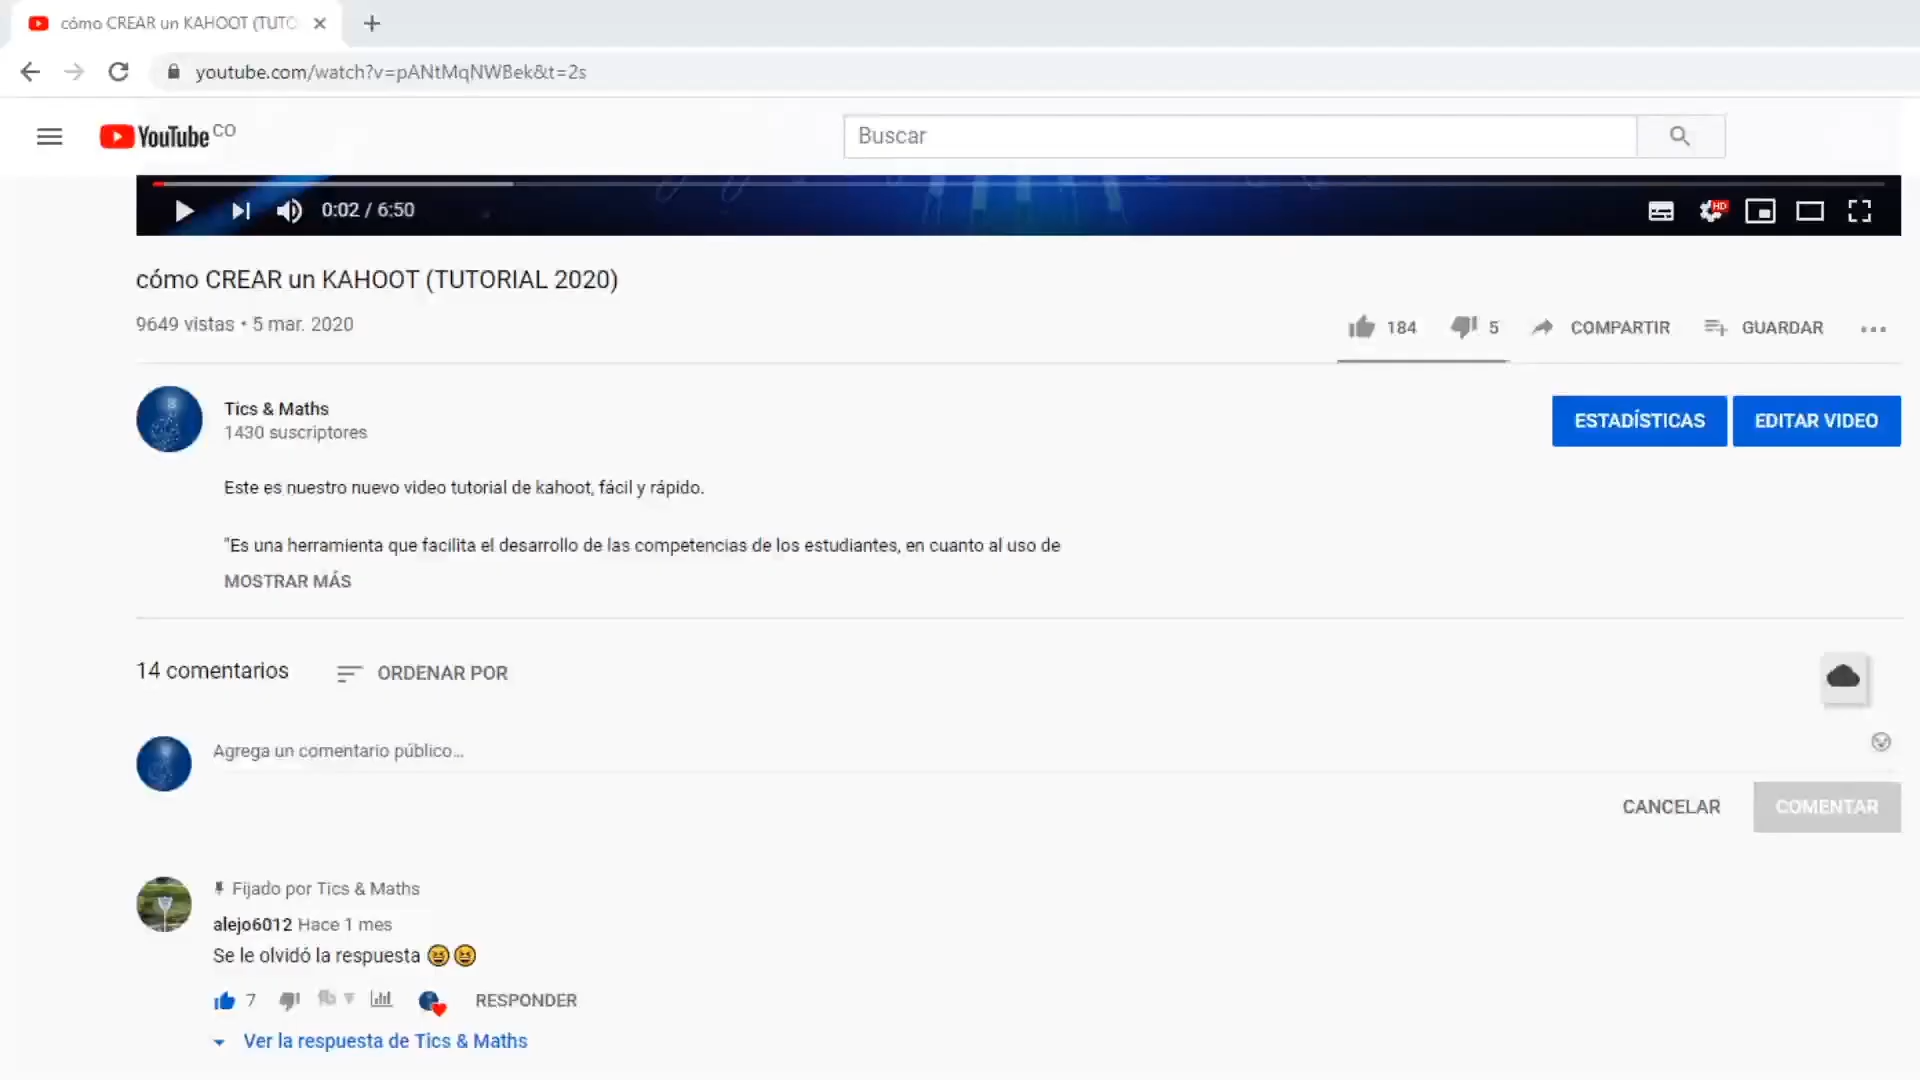 cómo CREAR un KAHOOT (TUTO
youtube.com/watch?v=pANtMqNWBek&t=2s
YouTube CO
Buscar
0:02 / 6:50
HD
cómo CREAR un KAHOOT (TUTORIAL 2020)
9649 vistas • 5 mar. 2020
184
5
COMPARTIR
GUARDAR
Tics & Maths
1430 suscriptores
ESTADÍSTICAS
EDITAR VIDEO
Este es nuestro nuevo video tutorial de kahoot, fácil y rápido.
"Es una herramienta que facilita el desarrollo de las competencias de los estudiantes, en cuanto al uso de
MOSTRAR MÁS
14 comentarios
ORDENAR POR
Agrega un comentario público...
CANCELAR
COMENTAR
Fijado por Tics & Maths
alejo6012 Hace 1 mes
Se le olvidó la respuesta 😆😆
7
RESPONDER
Ver la respuesta de Tics & Maths